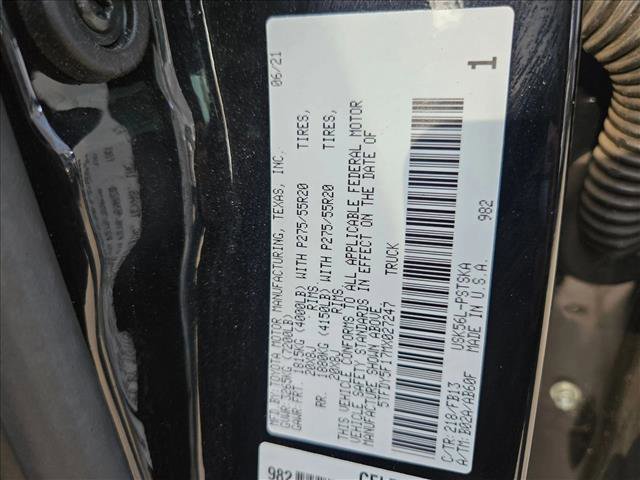 MFD. BY: TOYOTA MOTOR MANUFACTURING, TEXAS, INC. 06/21
GVWR: 3265KG (7200LB)
GAWR: FRT. 1815KG (4000LB) WITH P275/55R20 TIRES,
20X8J RIMS
RR. 1880KG (4150LB) WITH P275/55R20 TIRES,
20X8J RIMS
THIS VEHICLE CONFORMS TO ALL APPLICABLE FEDERAL MOTOR
VEHICLE SAFETY STANDARDS IN EFFECT ON THE DATE OF
MANUFACTURE SHOWN ABOVE
5TFDY5F17MX027247 TRUCK
C/TR: 218/FB13 USK56L-PSTSKA 982
A/TM: B02A/AB60F MADE IN U.S.A.
1
982